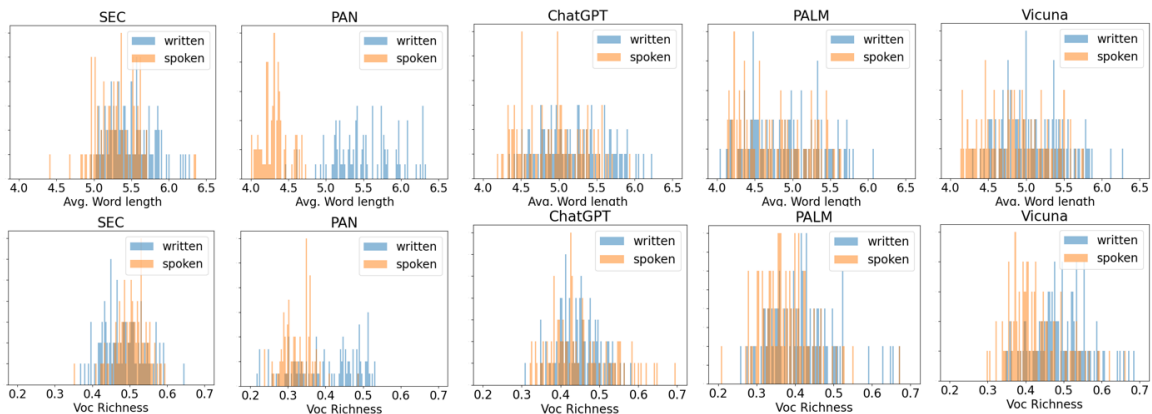 SEC
written
spoken
4.0 4.5 5.0 5.5 6.0 6.5
Avg. Word length
PAN
written
spoken
4.0 4.5 5.0 5.5 6.0 6.5
Avg. Word length
ChatGPT
written
spoken
4.0 4.5 5.0 5.5 6.0 6.5
Avg. Word length
PALM
written
spoken
4.0 4.5 5.0 5.5 6.0 6.5
Avg. Word length
Vicuna
written
spoken
4.0 4.5 5.0 5.5 6.0 6.5
Avg. Word length
SEC
written
spoken
0.2 0.3 0.4 0.5 0.6 0.7
Voc Richness
PAN
written
spoken
0.2 0.3 0.4 0.5 0.6 0.7
Voc Richness
ChatGPT
written
spoken
0.2 0.3 0.4 0.5 0.6 0.7
Voc Richness
PALM
written
spoken
0.2 0.3 0.4 0.5 0.6 0.7
Voc Richness
Vicuna
written
spoken
0.2 0.3 0.4 0.5 0.6 0.7
Voc Richness